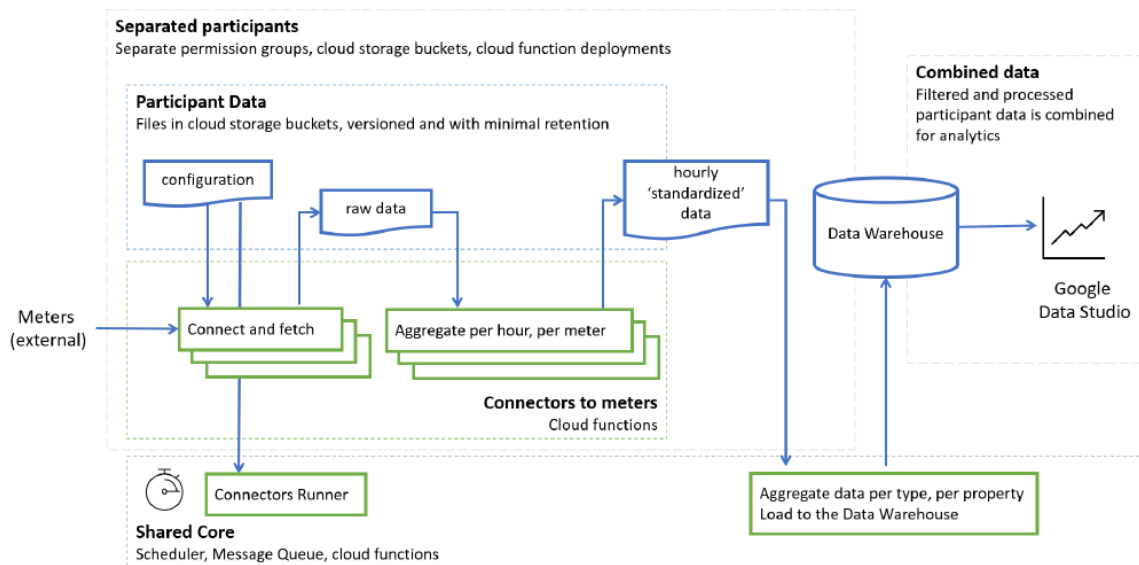 Separated participants
Separate permission groups, cloud storage buckets, cloud function deployments
Participant Data
Files in cloud storage buckets, versioned and with minimal retention
configuration
raw data
hourly
‘standardized’
data
Combined data
Filtered and processed
participant data is combined
for analytics
Data Warehouse
Google
Data Studio
Meters
(external)
Connect and fetch
Aggregate per hour, per meter
Connectors to meters
Cloud functions
Connectors Runner
Shared Core
Scheduler, Message Queue, cloud functions
Aggregate data per type, per property
Load to the Data Warehouse